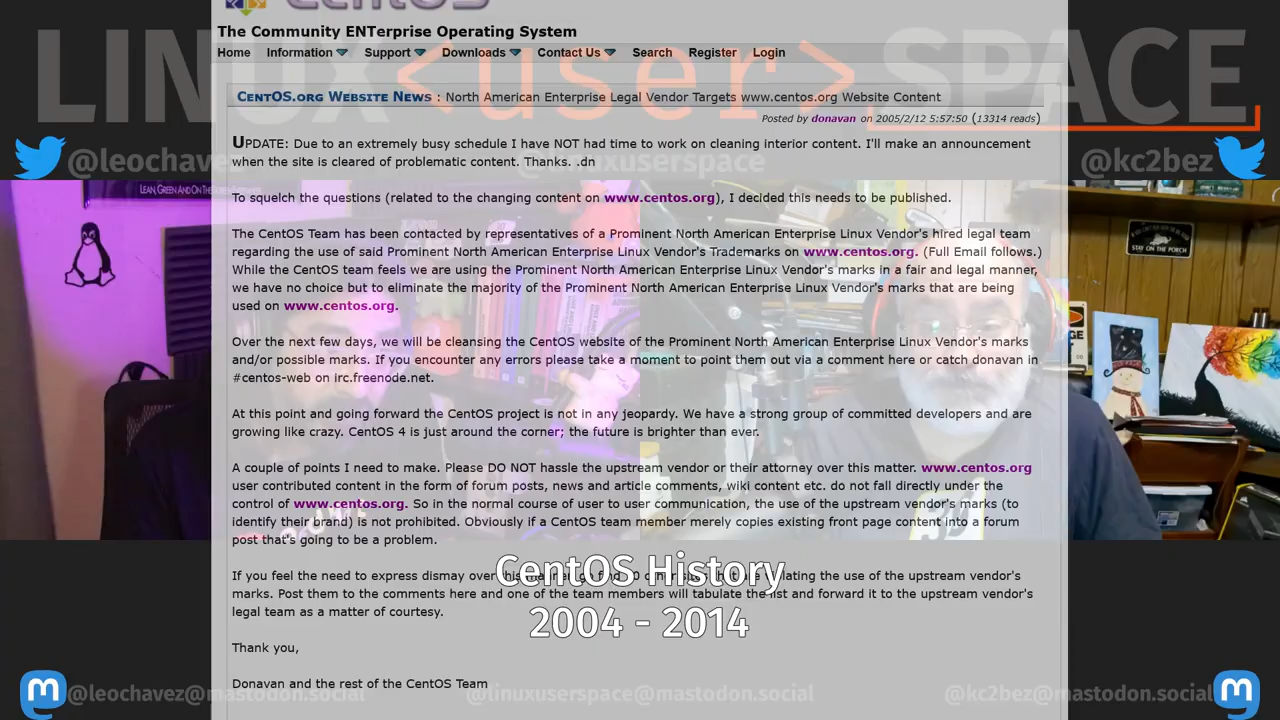 CentOS
The Community ENTerprise Operating System
Home Information Support Downloads Contact Us Search Register Login
LINUX <user> SPACE
CentOS.org Website News : North American Enterprise Legal Vendor Targets www.centos.org Website Content
Posted by donavan on 2005/2/12 5:57:50 (13314 reads)
UPDATE: Due to an extremely busy schedule I have NOT had time to work on cleaning interior content. I'll make an announcement
when the site is cleared of problematic content. Thanks. .dn
@leochavez @linuxuserspace @kc2bez
To squelch the questions (related to the changing content on www.centos.org), I decided this needs to be published.
The CentOS Team has been contacted by representatives of a Prominent North American Enterprise Linux Vendor's hired legal team
regarding the use of said Prominent North American Enterprise Linux Vendor's Trademarks on www.centos.org. (Full Email follows.)
While the CentOS team feels we are using the Prominent North American Enterprise Linux Vendor's marks in a fair and legal manner,
we have no choice but to eliminate the majority of the Prominent North American Enterprise Linux Vendor's marks that are being
used on www.centos.org.
Over the next few days, we will be cleansing the CentOS website of the Prominent North American Enterprise Linux Vendor's marks
and/or possible marks. If you encounter any errors please take a moment to point them out via a comment here or catch donavan in
#centos-web on irc.freenode.net.
At this point and going forward the CentOS project is not in any jeopardy. We have a strong group of committed developers and are
growing like crazy. CentOS 4 is just around the corner; the future is brighter than ever.
A couple of points I need to make. Please DO NOT hassle the upstream vendor or their attorney over this matter. www.centos.org
user contributed content in the form of forum posts, news and article comments, wiki content etc. do not fall directly under the
control of www.centos.org. So in the normal course of user to user communication, the use of the upstream vendor's marks (to
identify their brand) is not prohibited. Obviously if a CentOS team member merely copies existing front page content into a forum
post that's going to be a problem.
If you feel the need to express dismay over this go find violating the use of the upstream vendor's
marks. Post them to the comments here and one of the team members will tabulate the list and forward it to the upstream vendor's
legal team as a matter of courtesy.
Thank you,
Donavan and the rest of the CentOS Team
CentOS History
2004 - 2014
STAY ON THE PORCH
@leochavez@mastodon.social @linuxuserspace@mastodon.social @kc2bez@mastodon.social